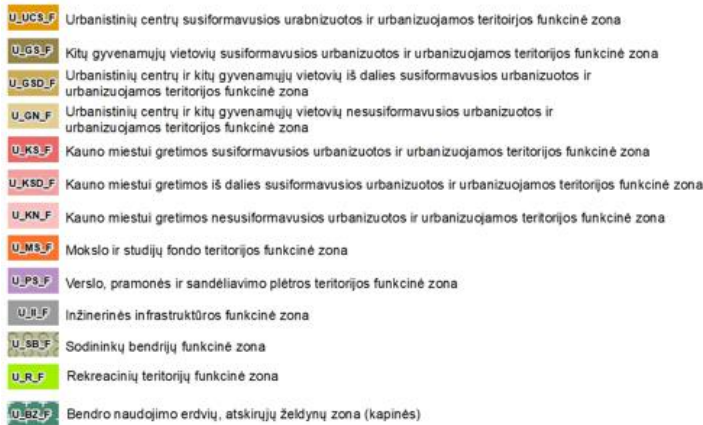 U_UCS_F Urbanistinių centrų susiformavusios urabnizuotos ir urbanizuojamos teritoirjos funkcinė zona
U_GS_F Kitų gyvenamųjų vietovių susiformavusios urbanizuotos ir urbanizuojamos teritorijos funkcinė zona
U_GSD_F Urbanistinių centrų ir kitų gyvenamųjų vietovių iš dalies susiformavusios urbanizuotos ir
urbanizuojamos teritorijos funkcinė zona
U_GN_F Urbanistinių centrų ir kitų gyvenamųjų vietovių nesusiformavusios urbanizuotos ir
urbanizuojamos teritorijos funkcinė zona
U_KS_F Kauno miestui gretimos susiformavusios urbanizuotos ir urbanizuojamos teritorijos funkcinė zona
U_KSD_F Kauno miestui gretimos iš dalies susiformavusios urbanizuotos ir urbanizuojamos teritorijos funkcinė zona
U_KN_F Kauno miestui gretimos nesusiformavusios urbanizuotos ir urbanizuojamos teritorijos funkcinė zona
U_MS_F Mokslo ir studijų fondo teritorijos funkcinė zona
U_PS_F Verslo, pramonės ir sandėliavimo plėtros teritorijos funkcinė zona
U_II_F Inžinerinės infrastruktūros funkcinė zona
U_SB_F Sodininkų bendrijų funkcinė zona
U_R_F Rekreacinių teritorijų funkcinė zona
U_BZ_F Bendro naudojimo erdvių, atskirųjų želdynų zona (kapinės)